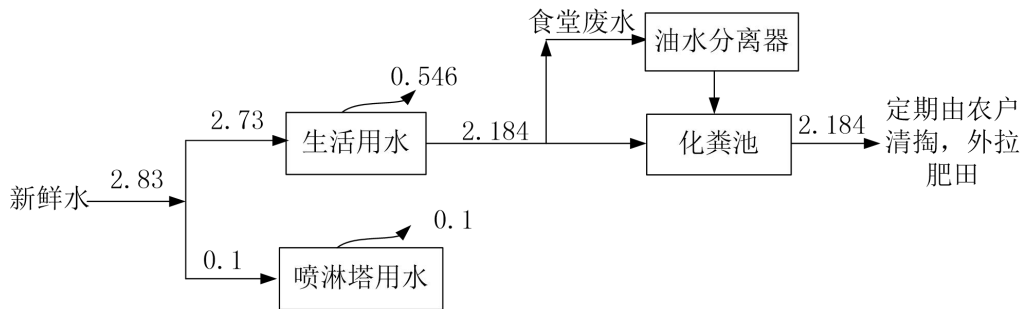 食堂废水
油水分离器
0.546
2.73
生活用水
2.184
化粪池
2.184
定期由农户
清掏，外拉
肥田
新鲜水
2.83
0.1
0.1
喷淋塔用水